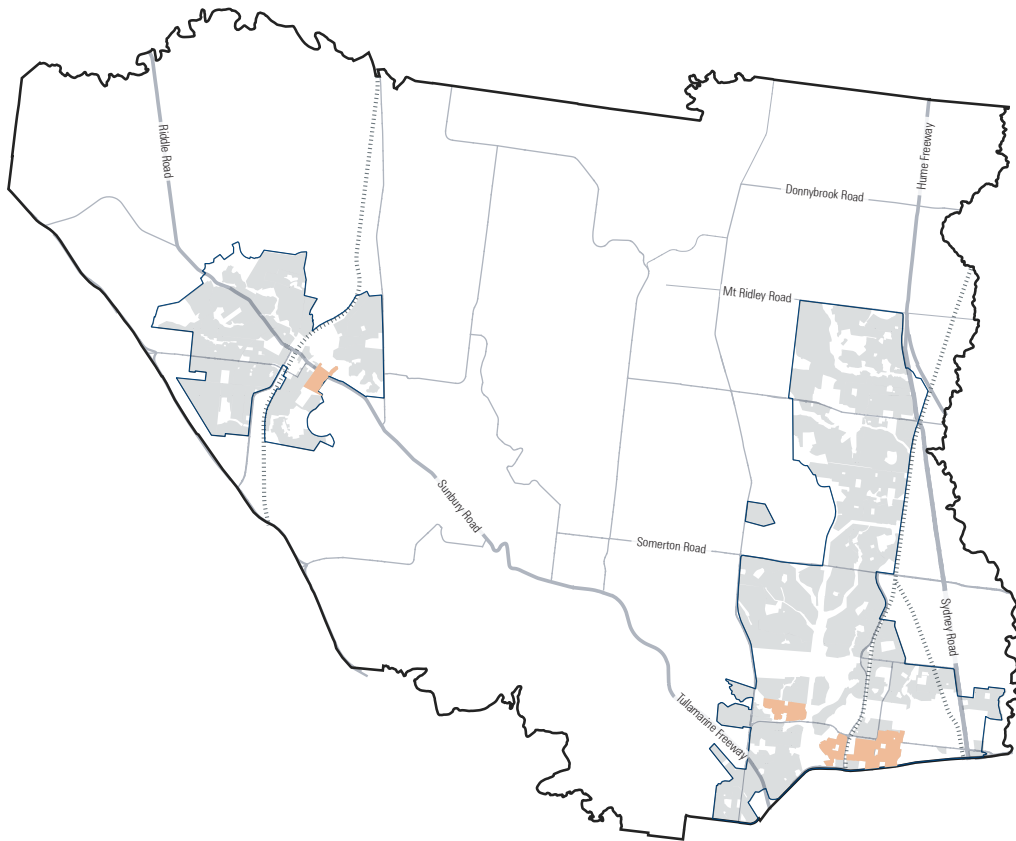 Riddle Road
Hume Freeway
Donnybrook Road
Mt Ridley Road
Sunbury Road
Somerton Road
Sydney Road
Tullamarine Freeway